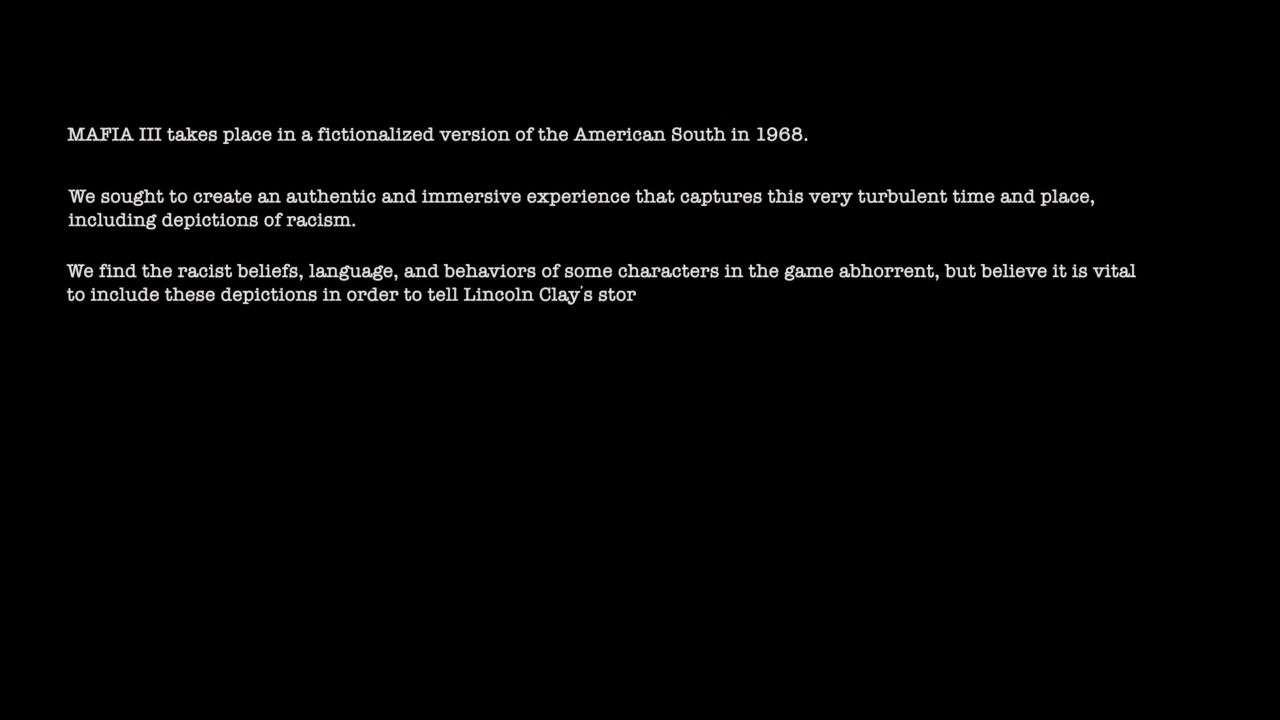 MAFIA III takes place in a fictionalized version of the American South in 1968.
We sought to create an authentic and immersive experience that captures this very turbulent time and place,
including depictions of racism.
We find the racist beliefs, language, and behaviors of some characters in the game abhorrent, but believe it is vital
to include these depictions in order to tell Lincoln Clay's stor